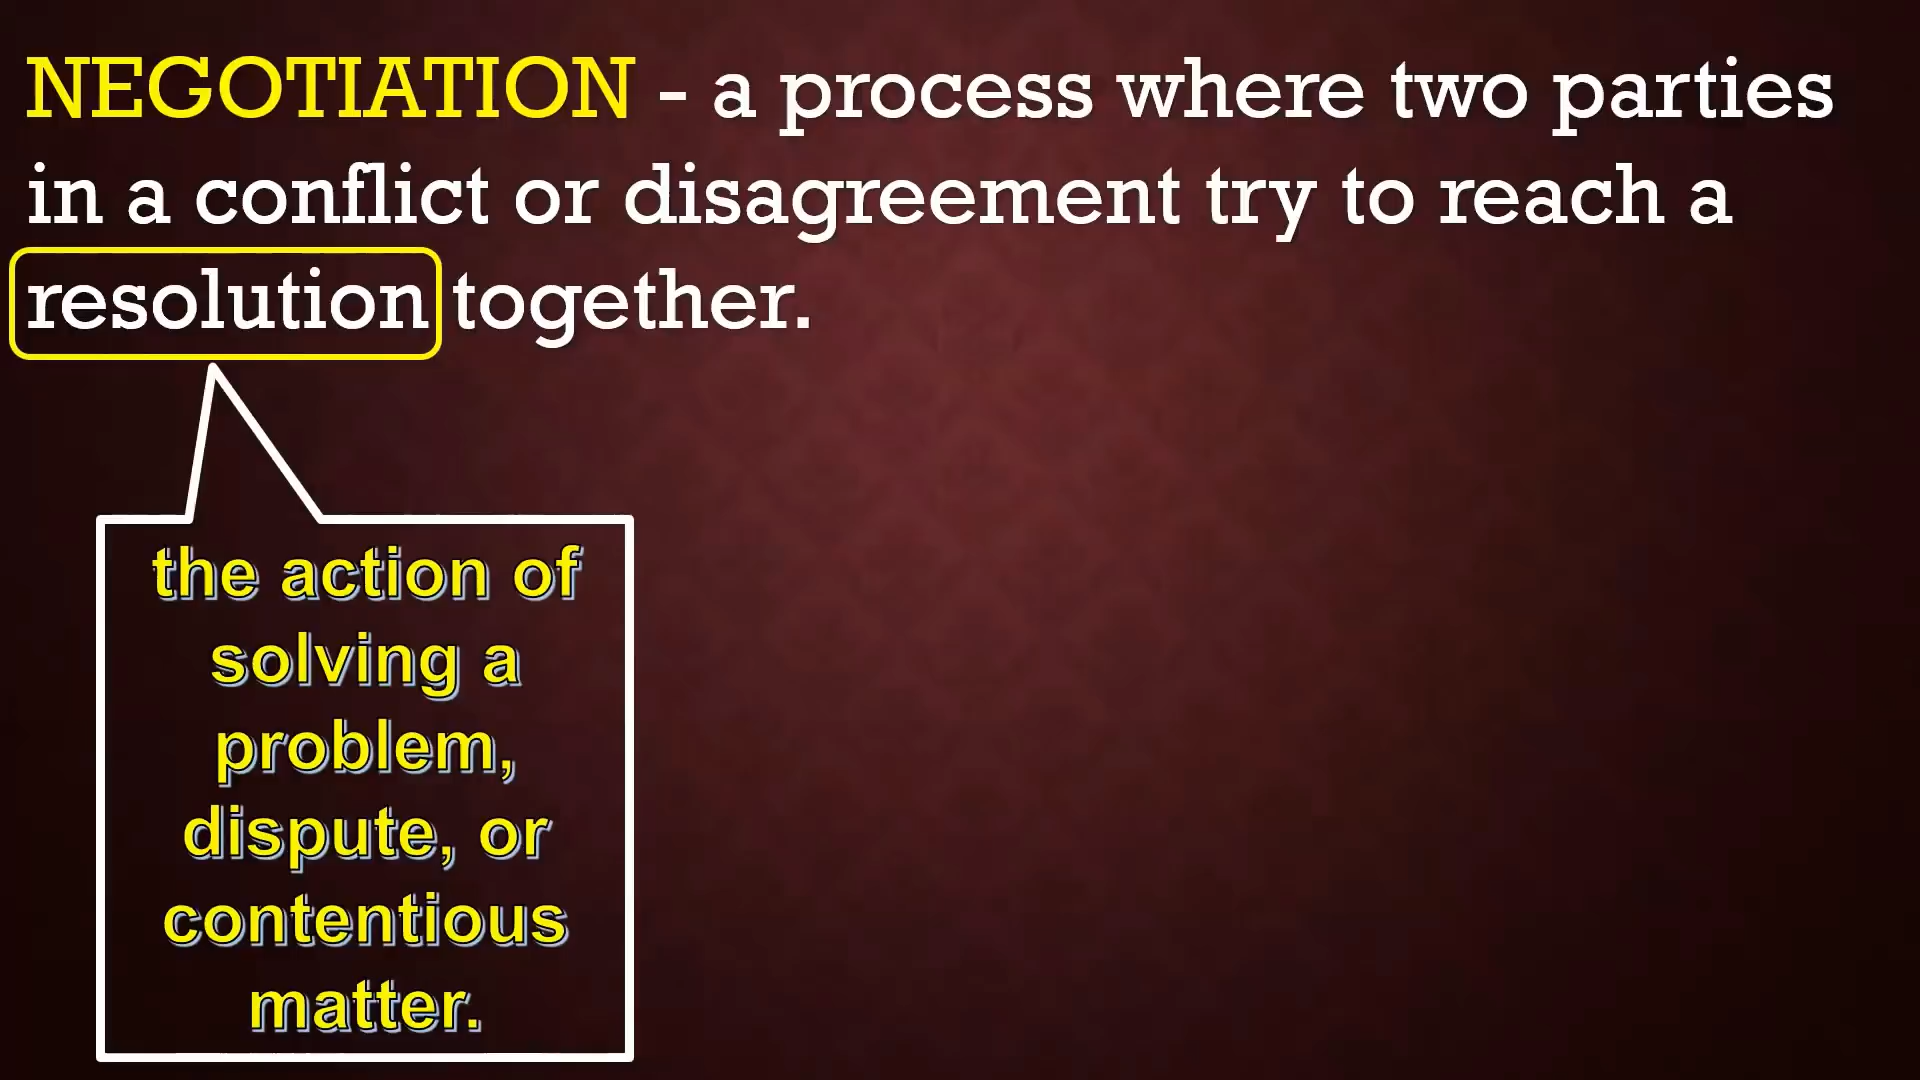 NEGOTIATION - a process where two parties
in a conflict or disagreement try to reach a
resolution together.
the action of
solving a
problem,
dispute, or
contentious
matter.